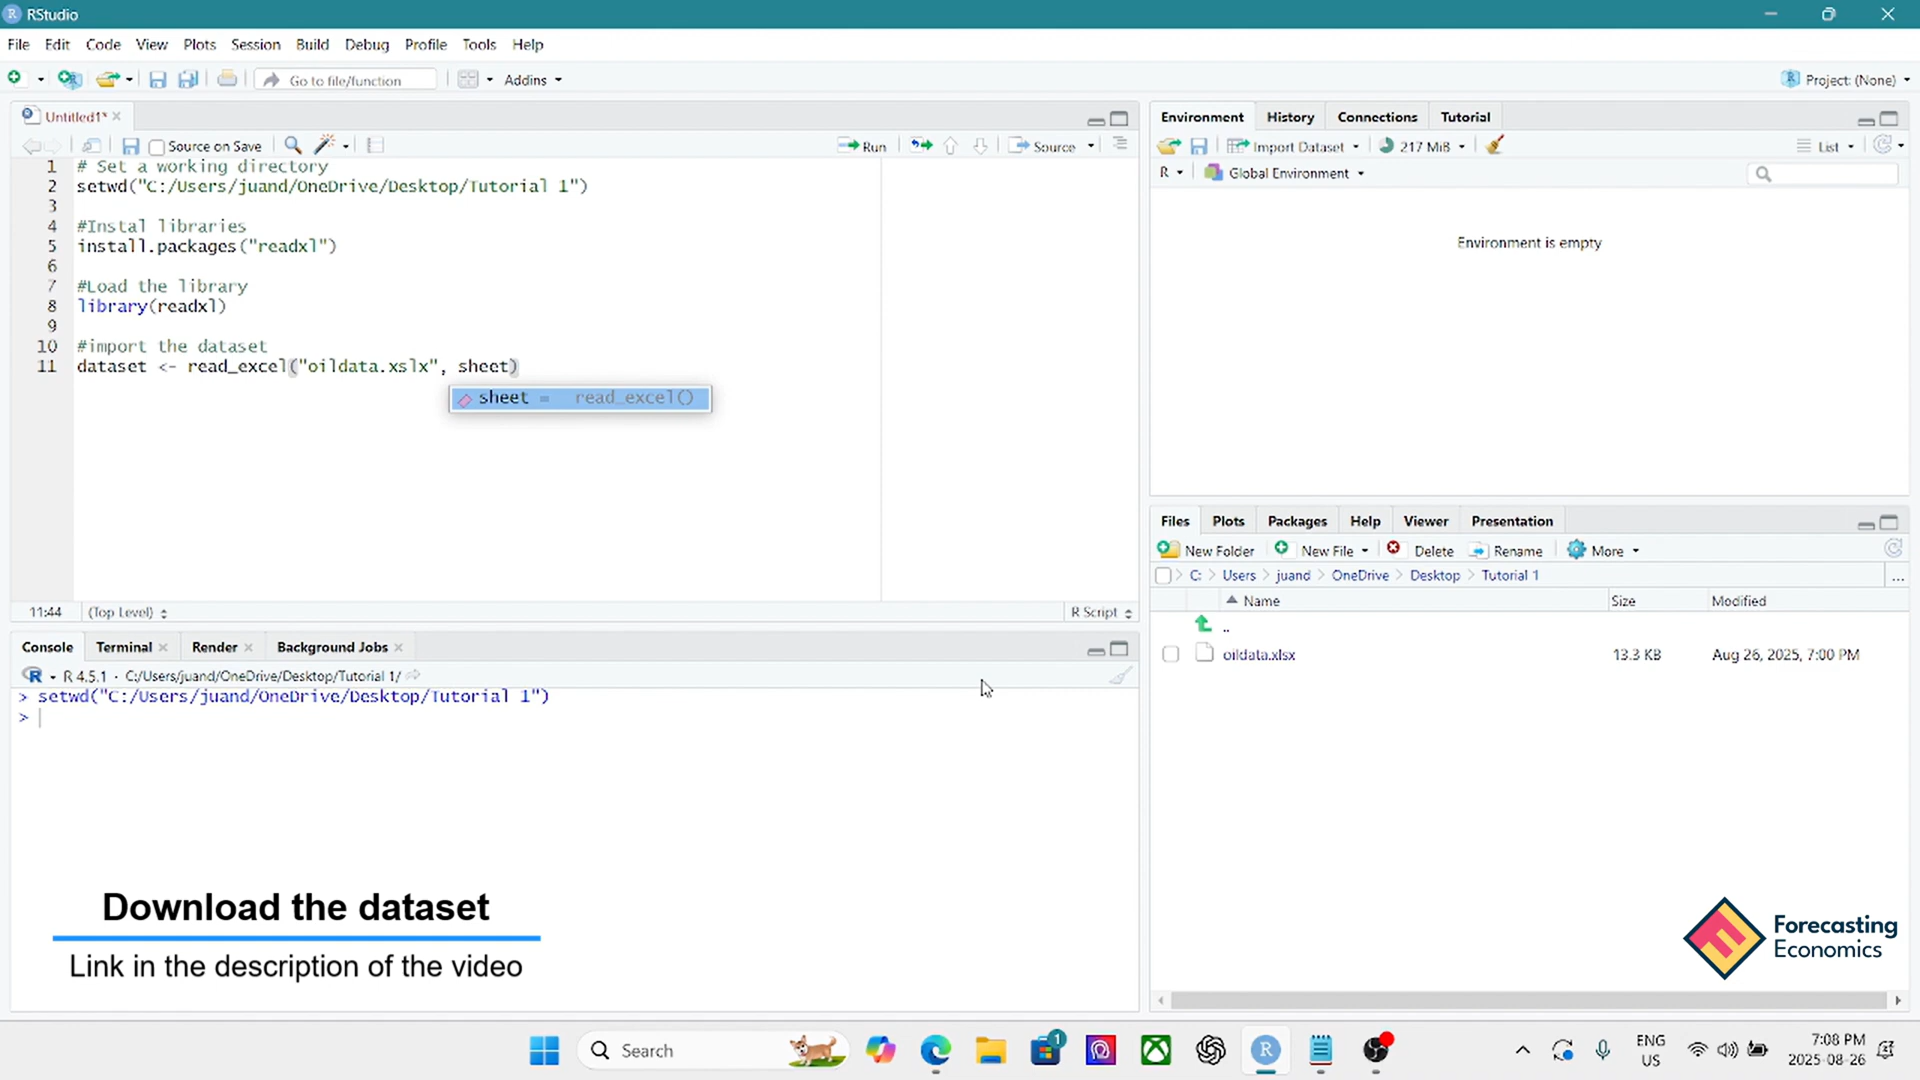 RStudio
File Edit Code View Plots Session Build Debug Profile Tools Help
Go to file/function Addins Project: (None)
Untitled1*
Source on Save Run Source
1 # Set a working directory
2 setwd("C:/Users/juand/OneDrive/Desktop/Tutorial 1")
3
4 #Instal libraries
5 install.packages("readxl")
6
7 #Load the library
8 library(readxl)
9
10 #import the dataset
11 dataset <- read_excel("oildata.xslx", sheet)
sheet = read_excel()
11:44 (Top Level) R Script
Console Terminal Render Background Jobs
R 4.5.1 · C:/Users/juand/OneDrive/Desktop/Tutorial 1/
> setwd("C:/Users/juand/OneDrive/Desktop/Tutorial 1")
>
Download the dataset
Link in the description of the video
Environment History Connections Tutorial
Import Dataset 217 MiB List
R Global Environment
Environment is empty
Files Plots Packages Help Viewer Presentation
New Folder New File Delete Rename More
C: > Users > juand > OneDrive > Desktop > Tutorial 1 ...
Name Size Modified
..
oildata.xlsx 13.3 KB Aug 26, 2025, 7:00 PM
Forecasting
Economics
Search
1
ENG
US
7:08 PM
2025-08-26